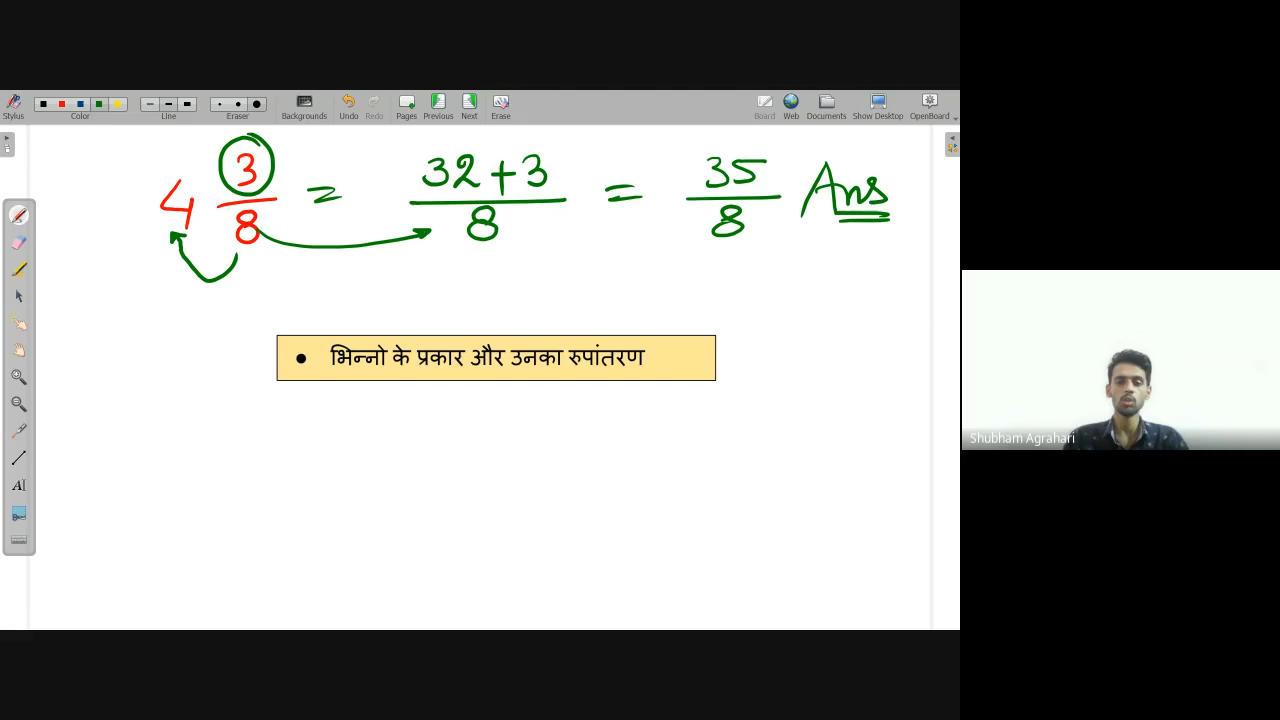 Stylus Color Line Eraser Backgrounds Undo Redo Pages Previous Next Erase Board Web Documents Show Desktop OpenBoard
4 3/8 = 32+3/8 = 35/8 Ans
● भिन्नो के प्रकार और उनका रुपांतरण
Shubham Agrahari